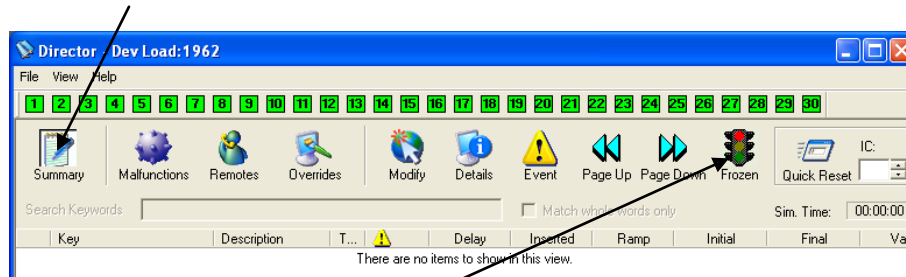 Director - Dev Load:1962
File View Help
1 2 3 4 5 6 7 8 9 10 11 12 13 14 15 16 17 18 19 20 21 22 23 24 25 26 27 28 29 30
Summary Malfunctions Remotes Overrides Modify Details Event Page Up Page Down Frozen Quick Reset IC:
Search Keywords Match whole words only Sim. Time: 00:00:00
Key Description T... Delay Inserted Ramp Initial Final Va
There are no items to show in this view.